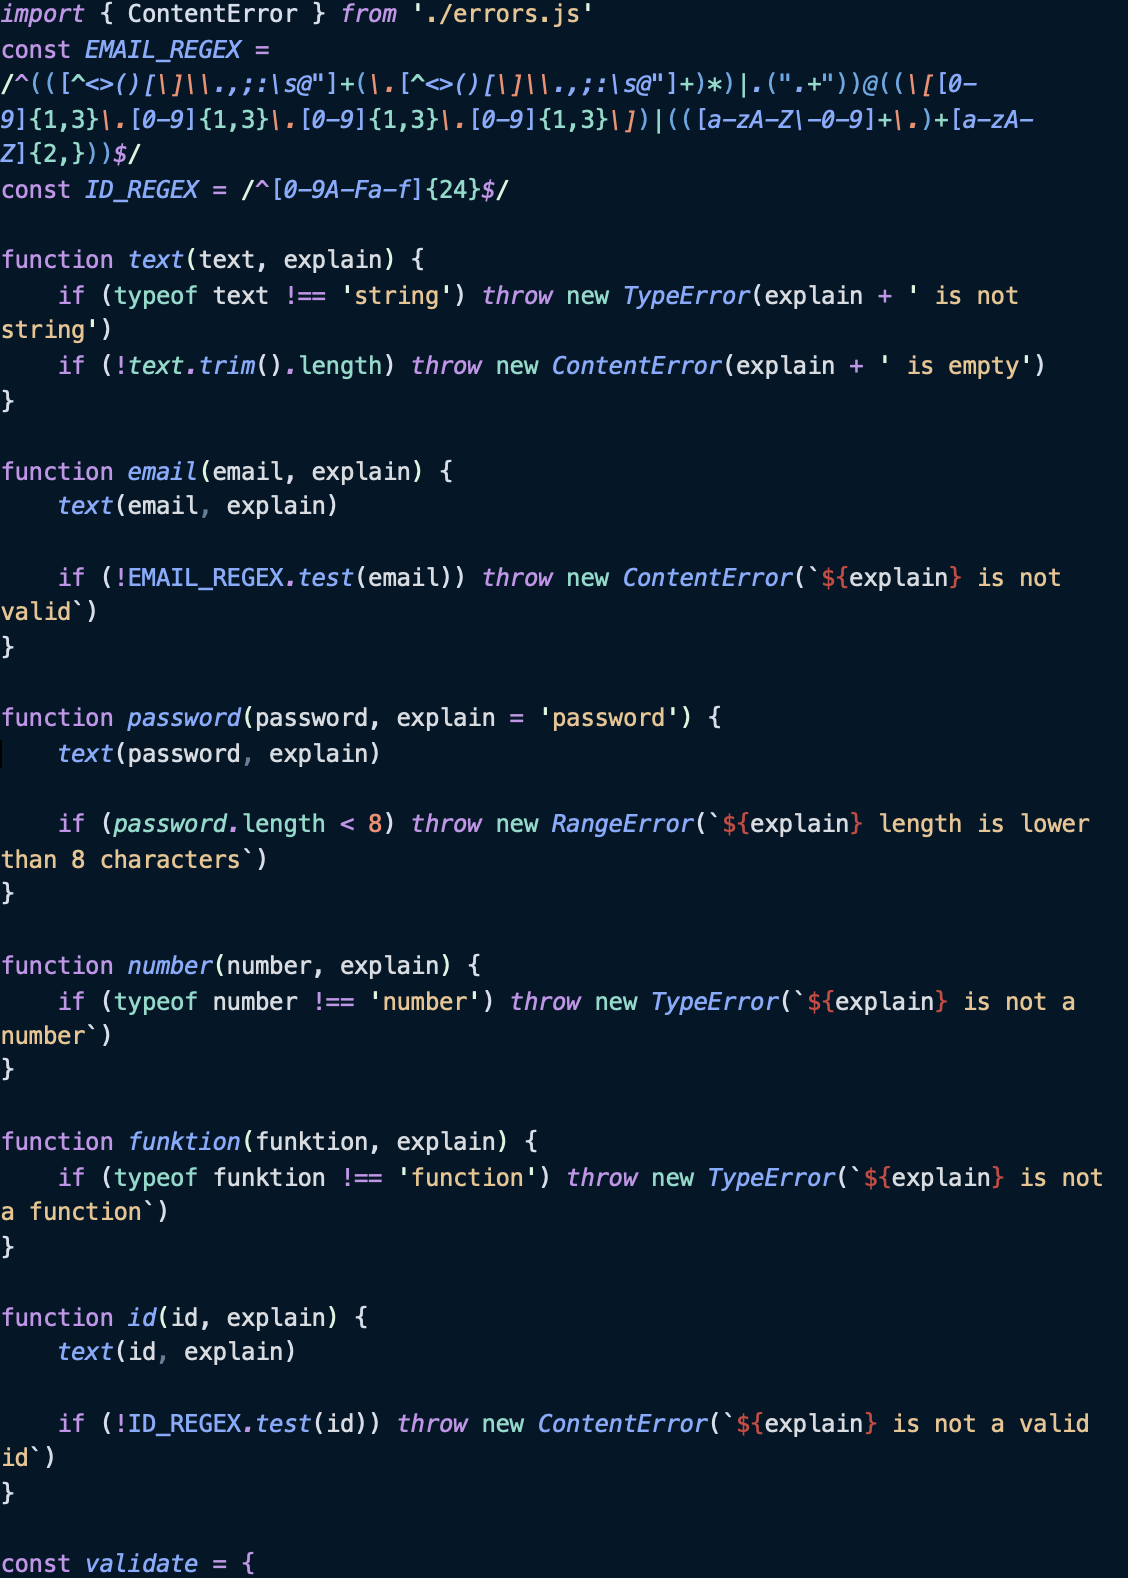 import { ContentError } from './errors.js'
const EMAIL_REGEX =
/^(([^<>()[\]\\.,;:\s@"]+(\.[^<>()[\]\\.,;:\s@"]+)*)|.(".+"))@((\[[0-
9]{1,3}\.[0-9]{1,3}\.[0-9]{1,3}\.[0-9]{1,3}\])|(([a-zA-Z\-0-9]+\.)+[a-zA-
Z]{2,}))$/
const ID_REGEX = /^[0-9A-Fa-f]{24}$/

function text(text, explain) {
    if (typeof text !== 'string') throw new TypeError(explain + ' is not
string')
    if (!text.trim().length) throw new ContentError(explain + ' is empty')
}

function email(email, explain) {
    text(email, explain)

    if (!EMAIL_REGEX.test(email)) throw new ContentError(`${explain} is not
valid`)
}

function password(password, explain = 'password') {
    text(password, explain)

    if (password.length < 8) throw new RangeError(`${explain} length is lower
than 8 characters`)
}

function number(number, explain) {
    if (typeof number !== 'number') throw new TypeError(`${explain} is not a
number`)
}

function funktion(funktion, explain) {
    if (typeof funktion !== 'function') throw new TypeError(`${explain} is not
a function`)
}

function id(id, explain) {
    text(id, explain)

    if (!ID_REGEX.test(id)) throw new ContentError(`${explain} is not a valid
id`)
}

const validate = {